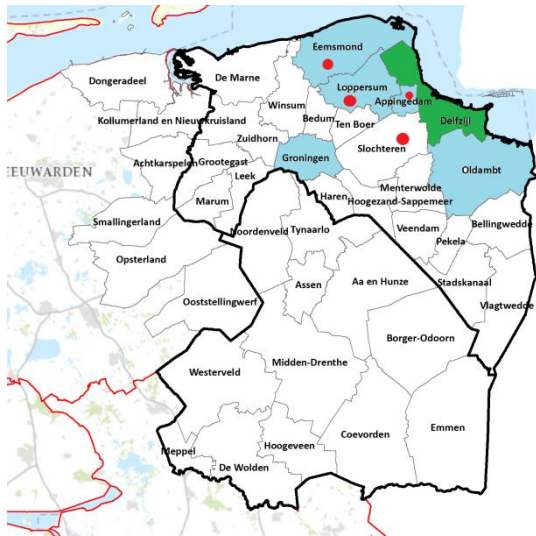 Eemsmond
De Marne
Dongeradeel
Loppersum
Winsum
Appingedam
Bedum
Kollumerland en Nieuwkruisland
Ten Boer
Delfzijl
Zuidhorn
Slochteren
Achtkarspelen
Grootegast
Groningen
Oldambt
EEUWARDEN
Leek
Menterwolde
Haren
Marum
Hoogezand-Sappemeer
Smallingerland
Veendam
Bellingwedde
Noordenveld
Tynaarlo
Pekela
Opsterland
Aa en Hunze
Stadskanaal
Assen
Ooststellingwerf
Vlagtwedde
Borger-Odoorn
Westerveld
Midden-Drenthe
Emmen
Coevorden
Hoogeveen
Meppel
De Wolden